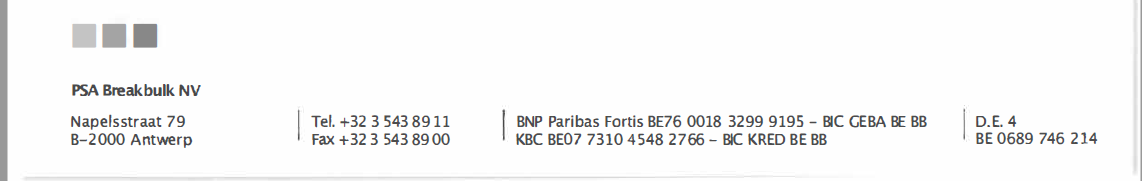 PSA Breakbulk NV
Napelsstraat 79
B-2000 Antwerp
Tel. +32 3 543 89 11
Fax +32 3 543 89 00
BNP Paribas Fortis BE76 0018 3299 9195 – BIC GEBA BE BB
KBC BE07 7310 4548 2766 – BIC KRED BE BB
D.E. 4
BE 0689 746 214